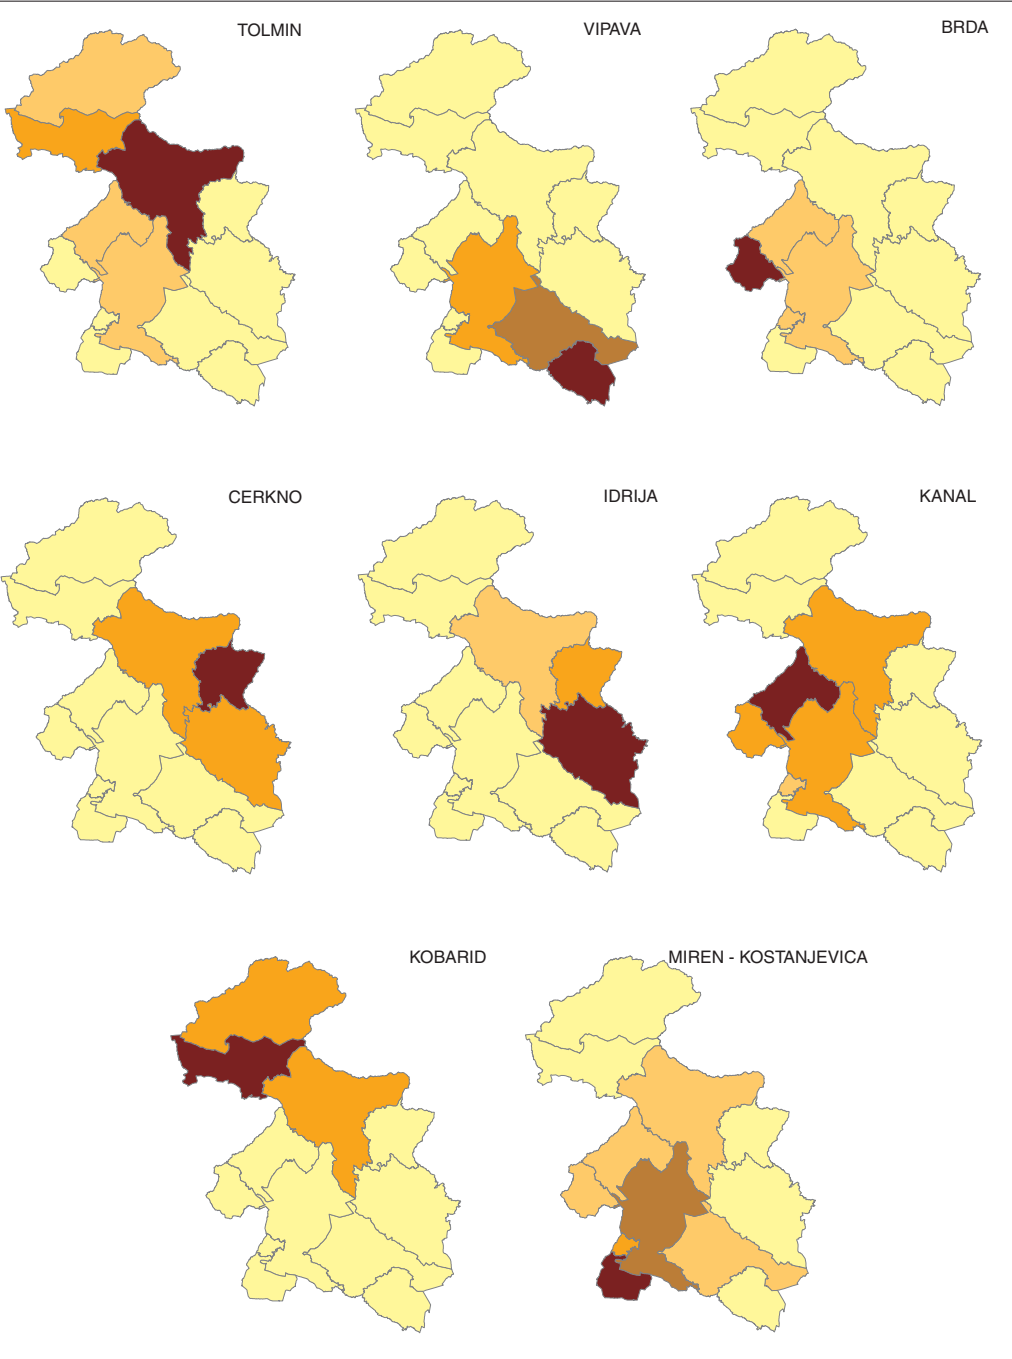 TOLMIN
VIPAVA
BRDA
CERKNO
IDRIJA
KANAL
KOBARID
MIREN - KOSTANJEVICA